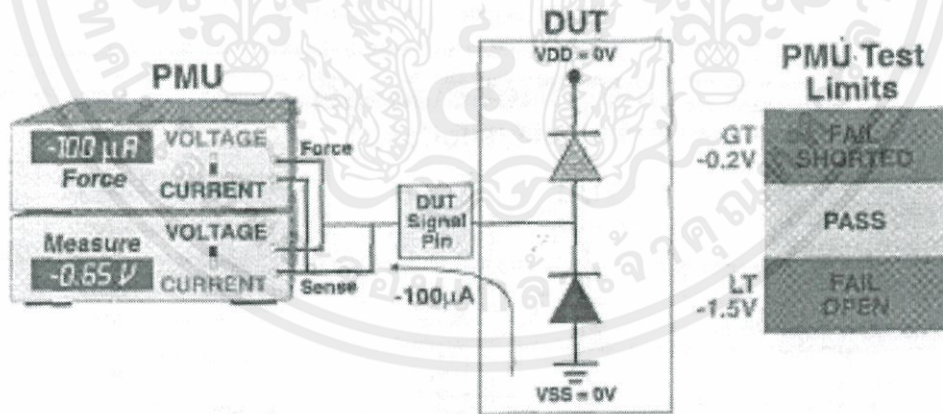 DUT
VDD = 0V
PMU
-100 µA
VOLTAGE
CURRENT
Force
Measure
-0.65 V
VOLTAGE
CURRENT
Force
Sense
DUT
Signal
Pin
-100µA
VSS = 0V
PMU Test
Limits
GT
-0.2V
FAIL
SHORTED
PASS
LT
-1.5V
FAIL
OPEN